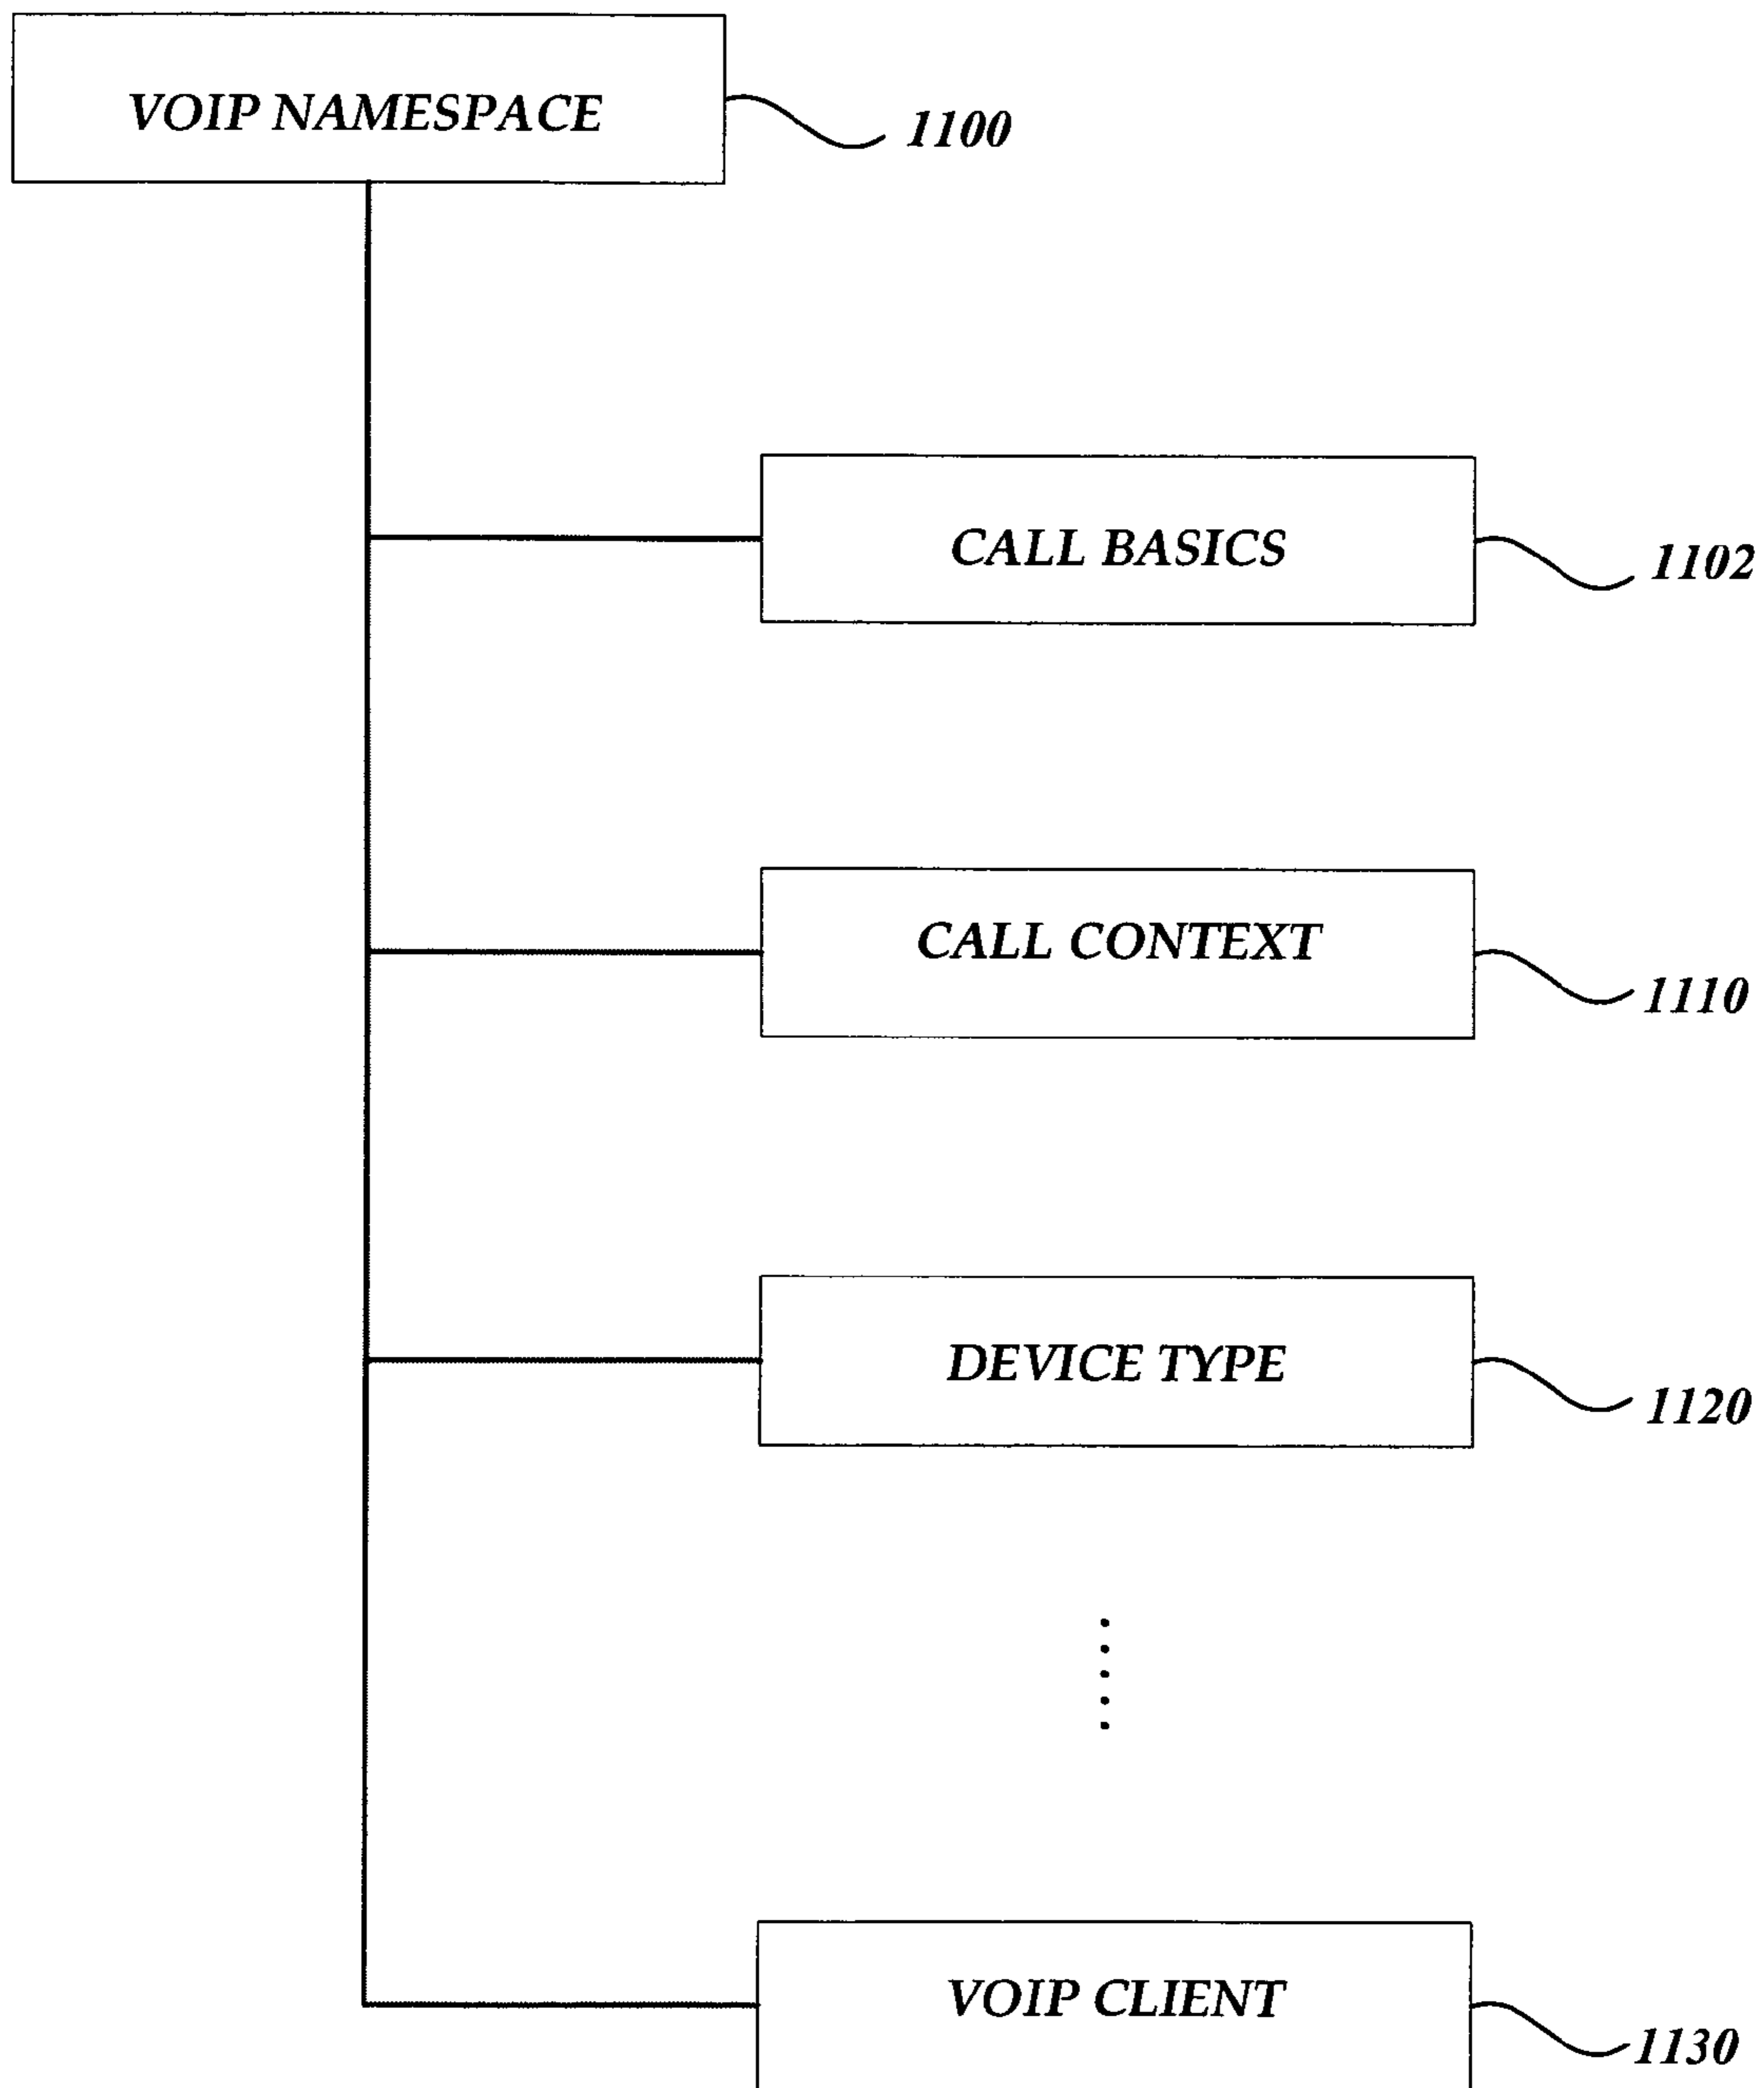 VOIP NAMESPACE
1100
CALL BASICS
1102
CALL CONTEXT
1110
DEVICE TYPE
1120
VOIP CLIENT
1130